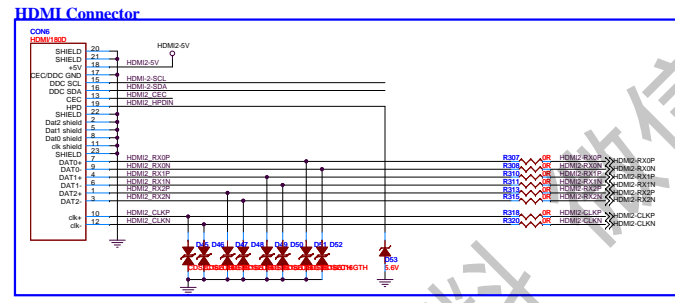 HDMI Connector
CON6
HDMI/180D
HDMI2-5V
SHIELD 20
SHIELD 21
+5V 18 HDMI2-5V
CEC/DDC GND 17
DDC SCL 15 HDMI-2-SCL
DDC SDA 16 HDMI-2-SDA
CEC 13 HDMI2_CEC
HPD 19 HDMI2_HPDIN
SHIELD 22
Dat2 shield 2
Dat1 shield 5
Dat0 shield 8
clk shield 11
SHIELD 23
DAT0+ 7 HDMI2_RX0P R307 0R HDMI2-RX0P HDMI2-RX0P
DAT0- 9 HDMI2_RX0N R308 0R HDMI2-RX0N HDMI2-RX0N
DAT1+ 4 HDMI2_RX1P R310 0R HDMI2-RX1P HDMI2-RX1P
DAT1- 6 HDMI2_RX1N R311 0R HDMI2-RX1N HDMI2-RX1N
DAT2+ 1 HDMI2_RX2P R313 0R HDMI2-RX2P HDMI2-RX2P
DAT2- 3 HDMI2_RX2N R315 0R HDMI2-RX2N HDMI2-RX2N
clk+ 10 HDMI2_CLKP R318 0R HDMI2-CLKP HDMI2-CLKP
clk- 12 HDMI2_CLKN R320 0R HDMI2-CLKN HDMI2-CLKN
D45 D46 D47 D48 D49 D50 D51 D52
D53
5.6V